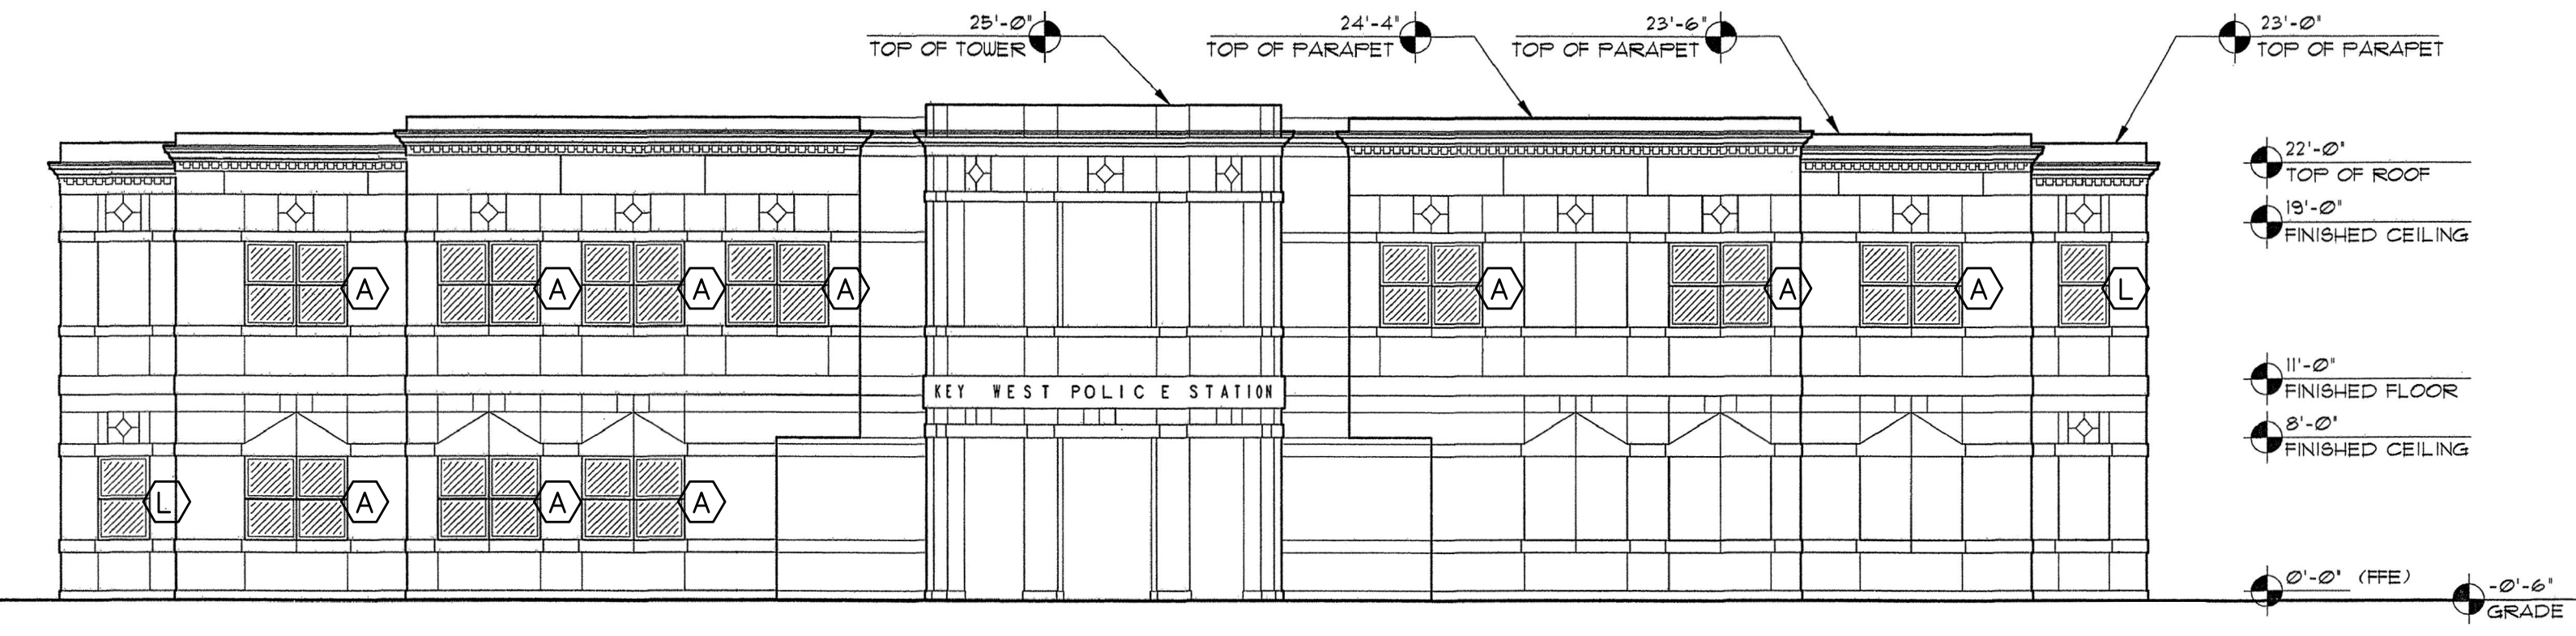 25'-0"
TOP OF TOWER
24'-4"
TOP OF PARAPET
23'-6"
TOP OF PARAPET
23'-0"
TOP OF PARAPET
22'-0"
TOP OF ROOF
19'-0"
FINISHED CEILING
A A A A A A A L
11'-0"
FINISHED FLOOR
KEY WEST POLICE STATION
8'-0"
FINISHED CEILING
L A A A
0'-0" (FFE)
-0'-6"
GRADE